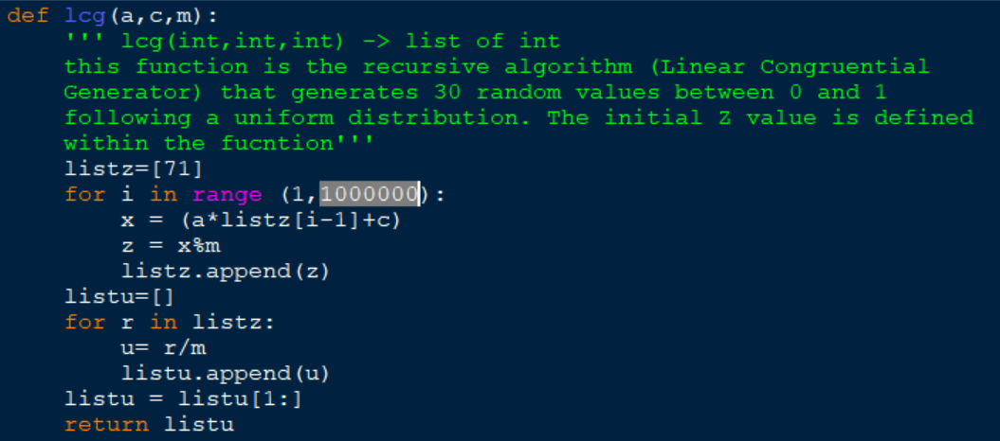 def lcg(a,c,m):
    ''' lcg(int,int,int) -> list of int
    this function is the recursive algorithm (Linear Congruential
    Generator) that generates 30 random values between 0 and 1
    following a uniform distribution. The initial Z value is defined
    within the fucntion'''
    listz=[71]
    for i in range (1,1000000):
        x = (a*listz[i-1]+c)
        z = x%m
        listz.append(z)
    listu=[]
    for r in listz:
        u= r/m
        listu.append(u)
    listu = listu[1:]
    return listu